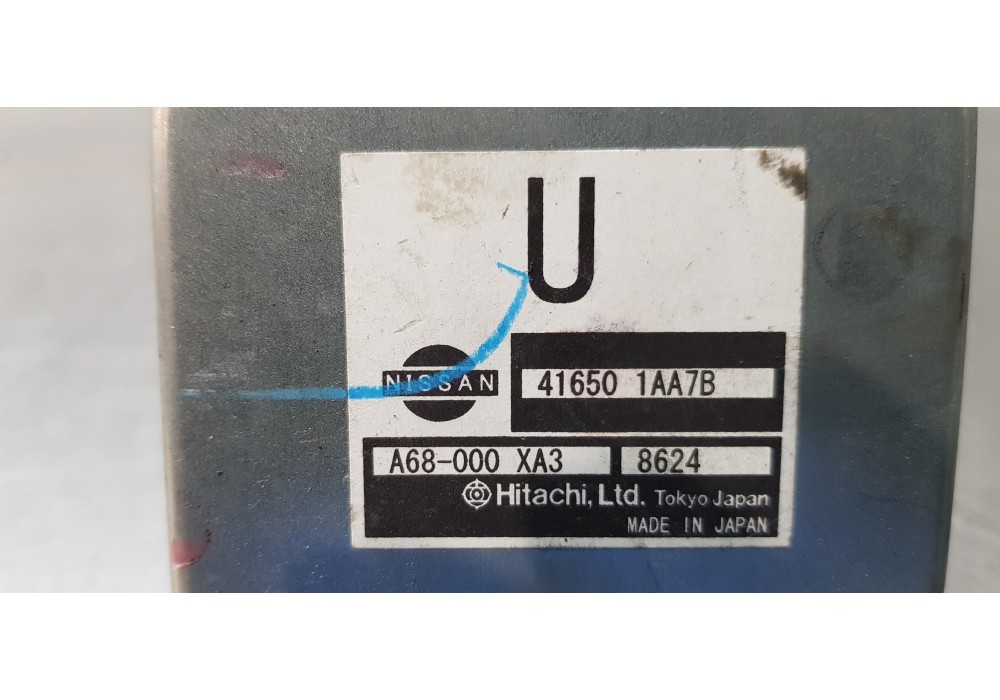 U
NISSAN
41650 1AA7B
A68-000 XA3 8624
Hitachi, Ltd. Tokyo Japan
MADE IN JAPAN